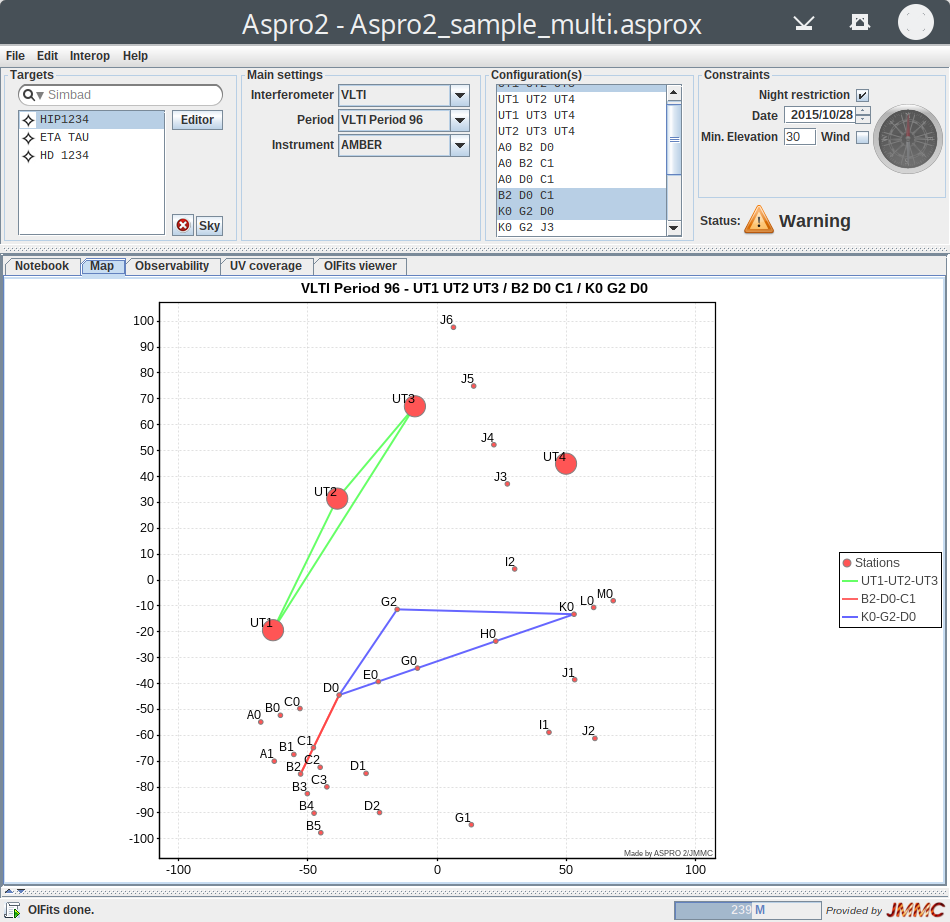 Aspro2 - Aspro2_sample_multi.asprox
File Edit Interop Help
Targets
Simbad
HIP1234
ETA TAU
HD 1234
Editor
Sky
Main settings
Interferometer VLTI
Period VLTI Period 96
Instrument AMBER
Configuration(s)
UT1 UT2 UT3
UT1 UT2 UT4
UT1 UT3 UT4
UT2 UT3 UT4
A0 B2 D0
A0 B2 C1
A0 D0 C1
B2 D0 C1
K0 G2 D0
K0 G2 J3
Constraints
Night restriction
Date 2015/10/28
Min. Elevation 30 Wind
Status: Warning
Notebook Map Observability UV coverage OIFits viewer
VLTI Period 96 - UT1 UT2 UT3 / B2 D0 C1 / K0 G2 D0
100
90
80
70
60
50
40
30
20
10
0
-10
-20
-30
-40
-50
-60
-70
-80
-90
-100
-100 -50 0 50 100
J6
J5
UT3
J4
UT4
J3
UT2
I2
M0
L0
G2
K0
UT1
H0
G0
E0
J1
D0
C0
B0
A0
I1
J2
C1
B1
A1
C2
B2
D1
C3
B3
B4
D2
G1
B5
Made by ASPRO 2/JMMC
Stations
UT1-UT2-UT3
B2-D0-C1
K0-G2-D0
OIFits done.
239 M
Provided by JMMC